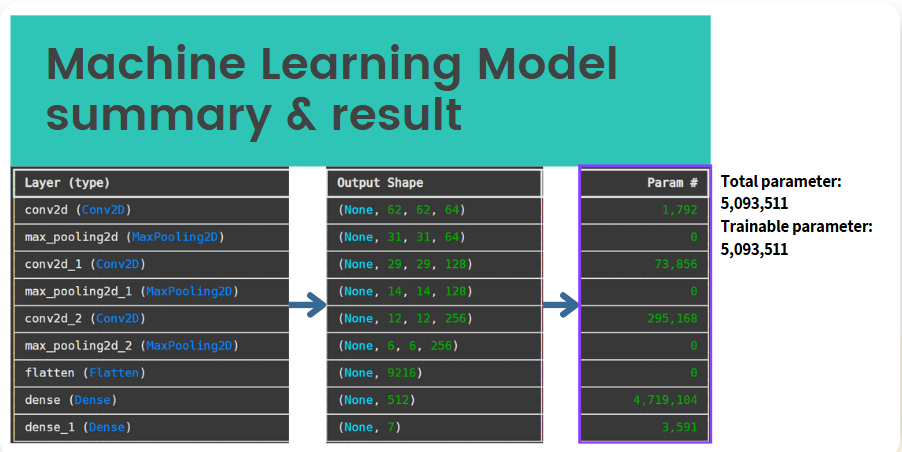 Machine Learning Model
summary & result
Layer (type) Output Shape Param #
conv2d (Conv2D) (None, 62, 62, 64) 1,792
max_pooling2d (MaxPooling2D) (None, 31, 31, 64) 0
conv2d_1 (Conv2D) (None, 29, 29, 128) 73,856
max_pooling2d_1 (MaxPooling2D) (None, 14, 14, 128) 0
conv2d_2 (Conv2D) (None, 12, 12, 256) 295,168
max_pooling2d_2 (MaxPooling2D) (None, 6, 6, 256) 0
flatten (Flatten) (None, 9216) 0
dense (Dense) (None, 512) 4,719,104
dense_1 (Dense) (None, 7) 3,591
Total parameter:
5,093,511
Trainable parameter:
5,093,511